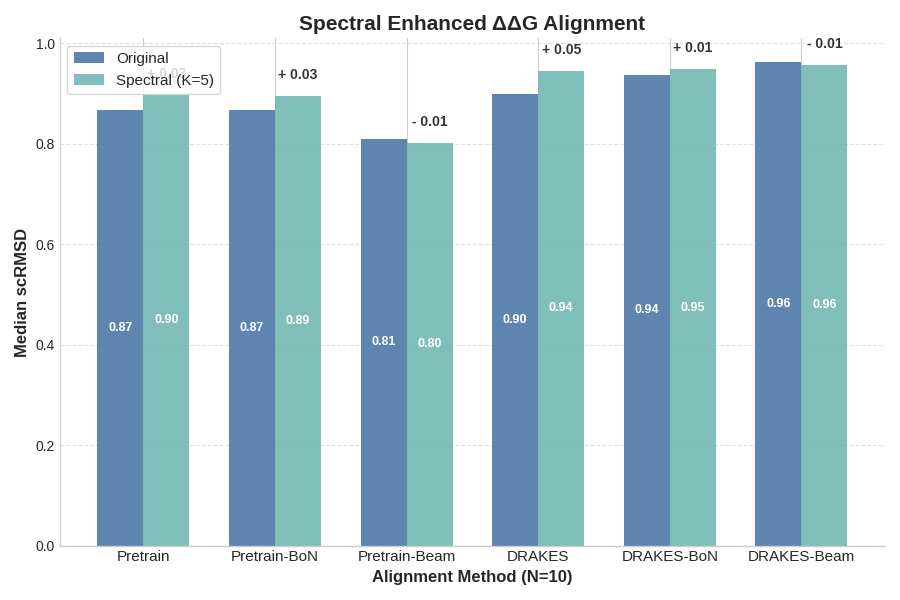 Spectral Enhanced ΔΔG Alignment
Original
Spectral (K=5)
+ 0.03
+ 0.03
- 0.01
+ 0.05
+ 0.01
- 0.01
Median scRMSD
1.0
0.8
0.6
0.4
0.2
0.0
0.87
0.90
0.87
0.89
0.81
0.80
0.90
0.94
0.94
0.95
0.96
0.96
Pretrain
Pretrain-BoN
Pretrain-Beam
DRAKES
DRAKES-BoN
DRAKES-Beam
Alignment Method (N=10)